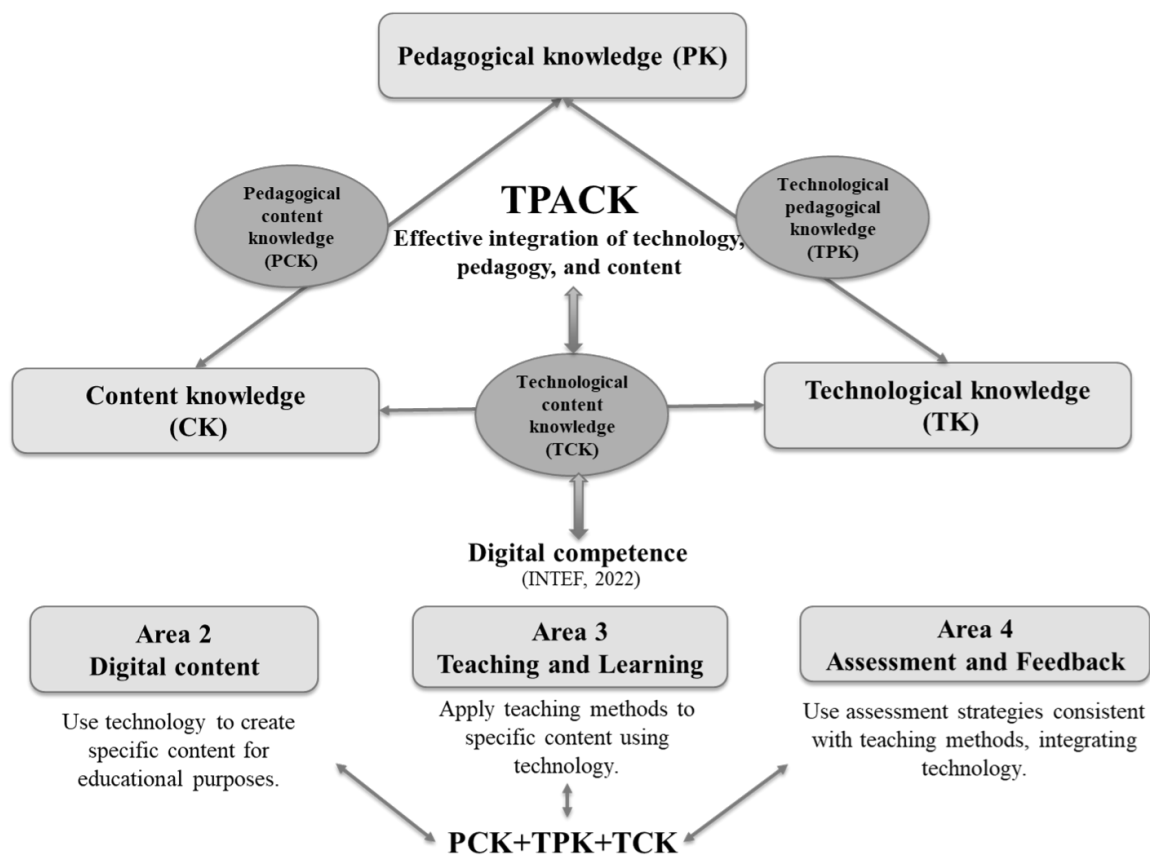 Pedagogical knowledge (PK)
Pedagogical
content
knowledge
(PCK)
TPACK
Effective integration of technology,
pedagogy, and content
Technological
pedagogical
knowledge
(TPK)
Content knowledge
(CK)
Technological
content
knowledge
(TCK)
Technological knowledge
(TK)
Digital competence
(INTEF, 2022)
Area 2
Digital content
Use technology to create
specific content for
educational purposes.
Area 3
Teaching and Learning
Apply teaching methods to
specific content using
technology.
Area 4
Assessment and Feedback
Use assessment strategies consistent
with teaching methods, integrating
technology.
PCK+TPK+TCK